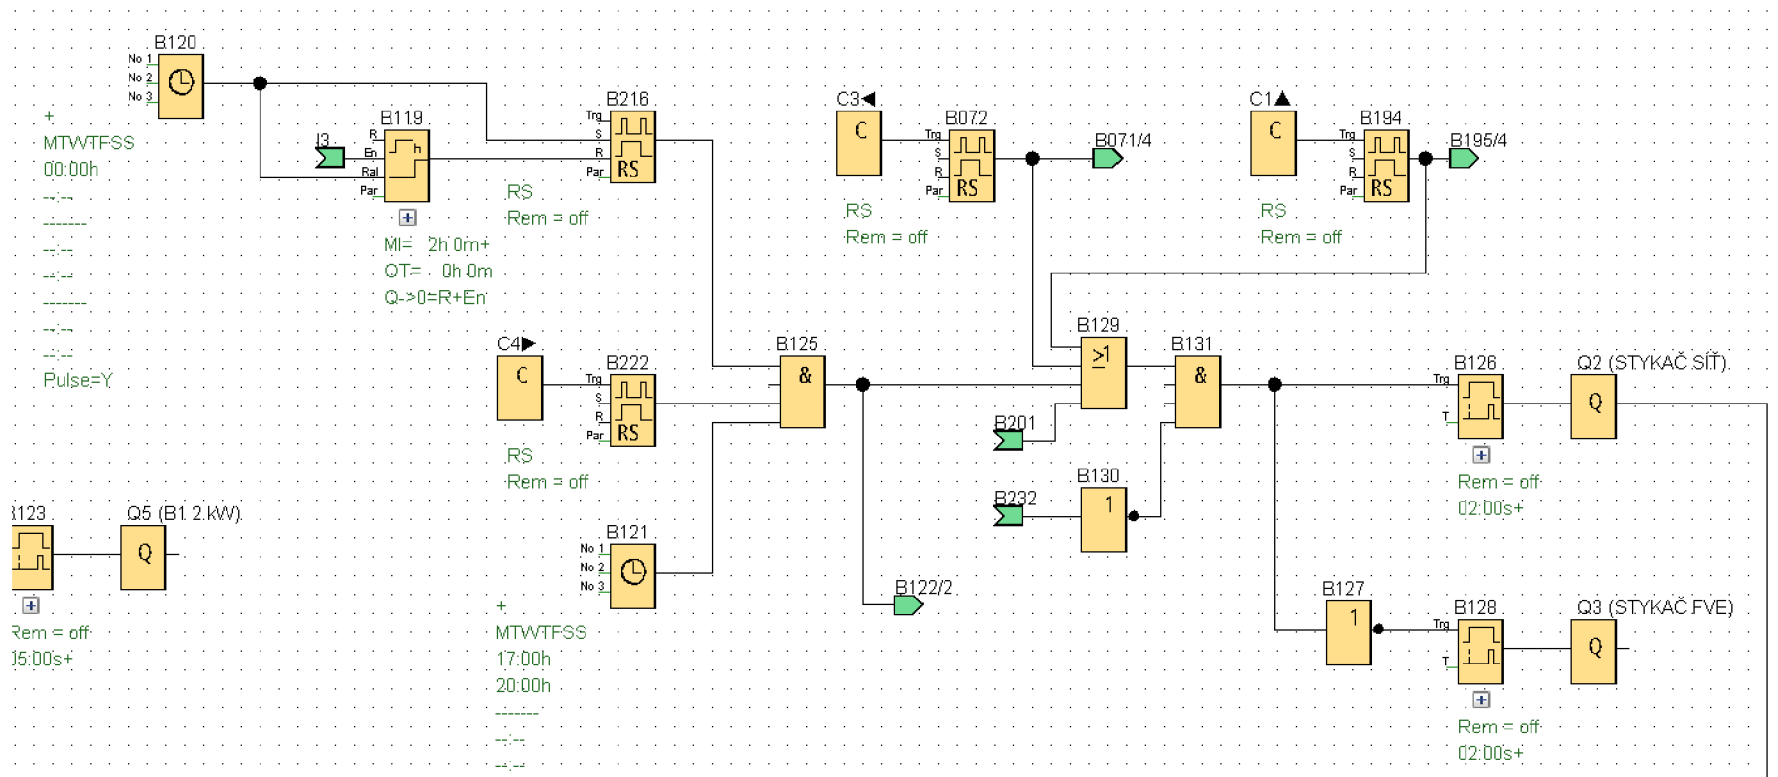 B120
No 1
No 2
No 3
+
MTWTFSS
00:00h
--:--
-------
--:--
--:--
-------
--:--
--:--
Pulse=Y
I3
B119
R
En
Ral
Par
h
MI= 2h 0m+
OT= 0h 0m
Q->0=R+En
B216
Trg
S
R
Par
RS
RS
Rem = off
C3
C
B072
Trg
S
R
Par
RS
RS
Rem = off
B071/4
C1
C
B194
Trg
S
R
Par
RS
RS
Rem = off
B195/4
C4
C
B222
Trg
S
R
Par
RS
RS
Rem = off
B125
&
B129
≥1
B131
&
B201
B232
B130
1
B126
Trg
T
Rem = off
02:00s+
Q2 (STYKAČ SÍŤ)
Q
B123
Rem = off
05:00s+
Q5 (B1 2 kW)
Q
B121
No 1
No 2
No 3
+
MTWTFSS
17:00h
20:00h
-------
--:--
--:--
B122/2
B127
1
B128
Trg
T
Rem = off
02:00s+
Q3 (STYKAČ FVE)
Q